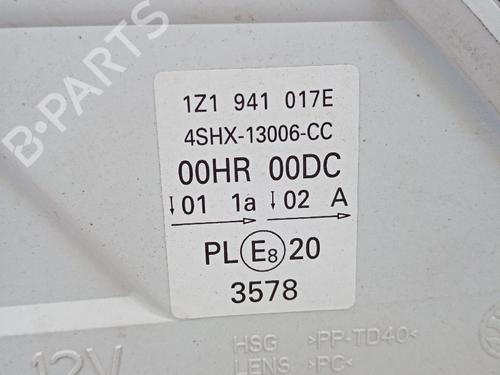 B-PARTS
1Z1 941 017E
4SHX-13006-CC
00HR 00DC
↓01 1a ↓02 A
PL E8 20
3578
12V
HSG >PP-TD40<
LENS >PC<